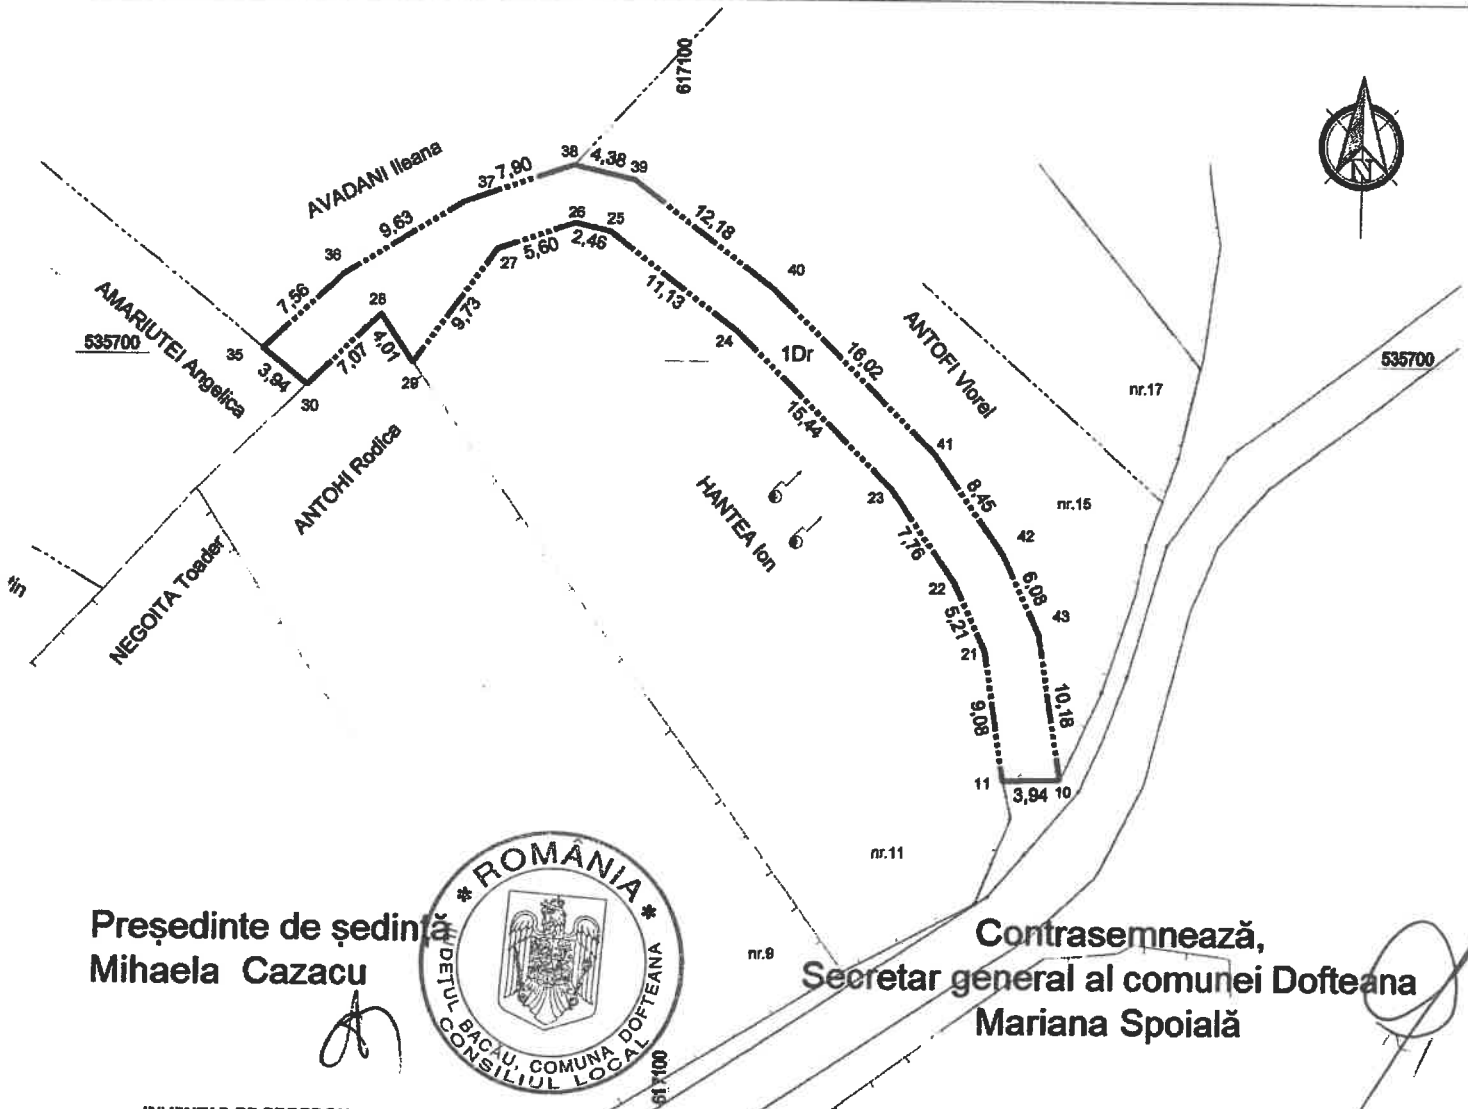 617100
38
4,38
39
AVADANI Ileana
37
7,90
9,63
36
26
25
2,46
5,60
27
12,18
40
7,56
AMARIUTEI Angelica
28
9,73
11,13
24
1Dr
16,02
ANTOFI Viorel
535700
35
3,94
7,07
4,01
30
29
535700
nr.17
N
15,44
41
ANTOHI Rodica
HANTEA Ion
23
8,45
nr.15
42
7,76
NEGOITA Toader
22
6,08
5,21
43
21
9,08
10,18
11
3,94
10
nr.11
nr.9
Președinte de ședință
Mihaela Cazacu
* ROMÂNIA *
JUDEȚUL BACĂU, COMUNA DOFTEANA
CONSILIUL LOCAL
Contrasemnează,
Secretar general al comunei Dofteana
Mariana Spoială
617100